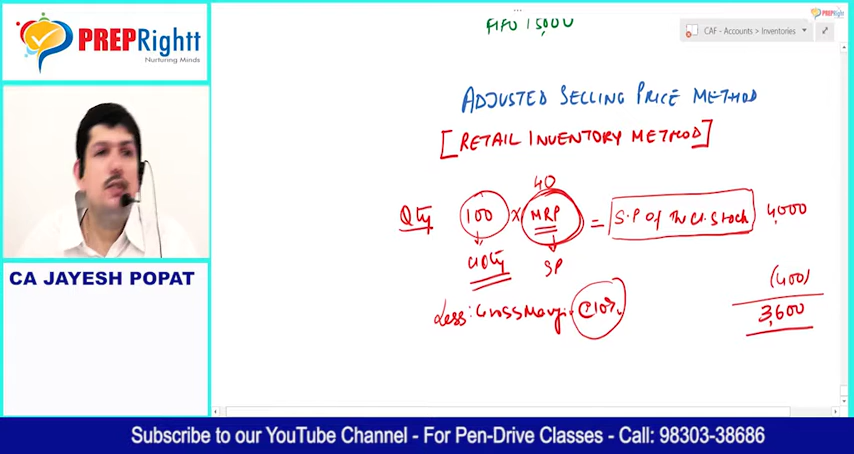 PREPRightt
Nurturing Minds
CA JAYESH POPAT
FIFO 15,000
PREPRightt
CAF - Accounts > Inventories
ADJUSTED SELLING PRICE METHOD
[RETAIL INVENTORY METHOD]
40
Qty 100 x MRP = S.P Of The Cl. Stock 4,000
SP
(400)
Less: Gross Margin @10%
3,600
Subscribe to our YouTube Channel - For Pen-Drive Classes - Call: 98303-38686